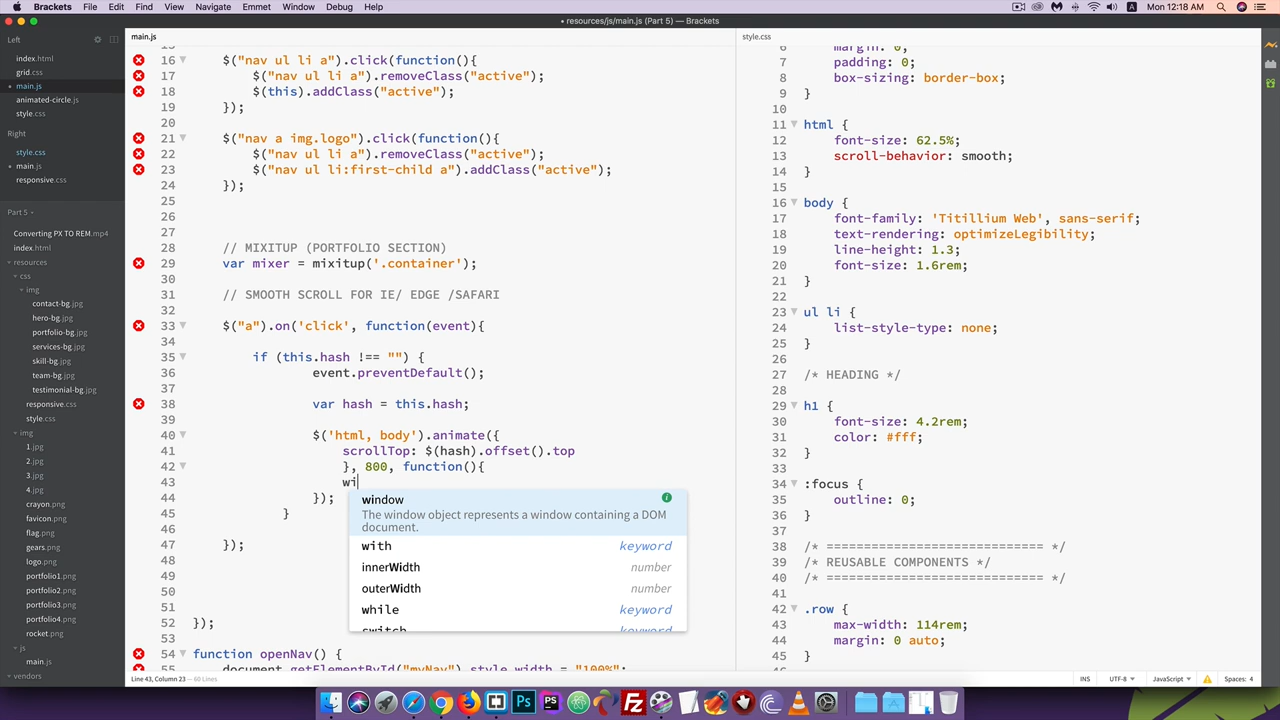 Brackets File Edit Find View Navigate Emmet Window Debug Help
A Mon 12:18 AM
• resources/js/main.js (Part 5) — Brackets
Left
index.html
grid.css
main.js
animated-circle.js
style.css
Right
style.css
main.js
responsive.css
Part 5
Converting PX TO REM.mp4
index.html
resources
css
img
contact-bg.jpg
hero-bg.jpg
portfolio-bg.jpg
services-bg.jpg
skill-bg.jpg
team-bg.jpg
testimonial-bg.jpg
responsive.css
style.css
img
1.jpg
2.jpg
3.jpg
4.jpg
crayon.png
favicon.png
flag.png
gears.png
logo.png
portfolio1.png
portfolio2.png
portfolio3.png
portfolio4.png
rocket.png
js
main.js
vendors
main.js
16 $("nav ul li a").click(function(){
17 $("nav ul li a").removeClass("active");
18 $(this).addClass("active");
19 });
20
21 $("nav a img.logo").click(function(){
22 $("nav ul li a").removeClass("active");
23 $("nav ul li:first-child a").addClass("active");
24 });
25
26
27
28 // MIXITUP (PORTFOLIO SECTION)
29 var mixer = mixitup('.container');
30
31 // SMOOTH SCROLL FOR IE/ EDGE /SAFARI
32
33 $("a").on('click', function(event){
34
35 if (this.hash !== "") {
36 event.preventDefault();
37
38 var hash = this.hash;
39
40 $('html, body').animate({
41 scrollTop: $(hash).offset().top
42 }, 800, function(){
43 wi
44 });
45 }
46
47 });
48
49
50
51
52 });
53
54 function openNav() {
55 document.getElementById("myNav").style.width = "100%";
window
The window object represents a window containing a DOM
document.
with keyword
innerWidth number
outerWidth number
while keyword
switch keyword
style.css
6 margin: 0;
7 padding: 0;
8 box-sizing: border-box;
9 }
10
11 html {
12 font-size: 62.5%;
13 scroll-behavior: smooth;
14 }
15
16 body {
17 font-family: 'Titillium Web', sans-serif;
18 text-rendering: optimizeLegibility;
19 line-height: 1.3;
20 font-size: 1.6rem;
21 }
22
23 ul li {
24 list-style-type: none;
25 }
26
27 /* HEADING */
28
29 h1 {
30 font-size: 4.2rem;
31 color: #fff;
32 }
33
34 :focus {
35 outline: 0;
36 }
37
38 /* ============================ */
39 /* REUSABLE COMPONENTS */
40 /* ============================ */
41
42 .row {
43 max-width: 114rem;
44 margin: 0 auto;
45 }
46
Line 43, Column 23 — 60 Lines
INS UTF-8 JavaScript Spaces: 4